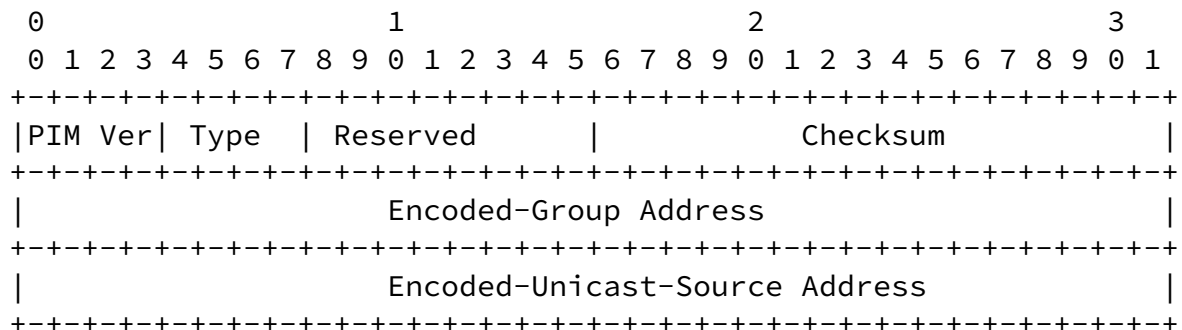 0                   1                   2                   3
 0 1 2 3 4 5 6 7 8 9 0 1 2 3 4 5 6 7 8 9 0 1 2 3 4 5 6 7 8 9 0 1
+-+-+-+-+-+-+-+-+-+-+-+-+-+-+-+-+-+-+-+-+-+-+-+-+-+-+-+-+-+-+-+-+
|PIM Ver| Type  | Reserved      |           Checksum            |
+-+-+-+-+-+-+-+-+-+-+-+-+-+-+-+-+-+-+-+-+-+-+-+-+-+-+-+-+-+-+-+-+
|                    Encoded-Group Address                      |
+-+-+-+-+-+-+-+-+-+-+-+-+-+-+-+-+-+-+-+-+-+-+-+-+-+-+-+-+-+-+-+-+
|                    Encoded-Unicast-Source Address             |
+-+-+-+-+-+-+-+-+-+-+-+-+-+-+-+-+-+-+-+-+-+-+-+-+-+-+-+-+-+-+-+-+